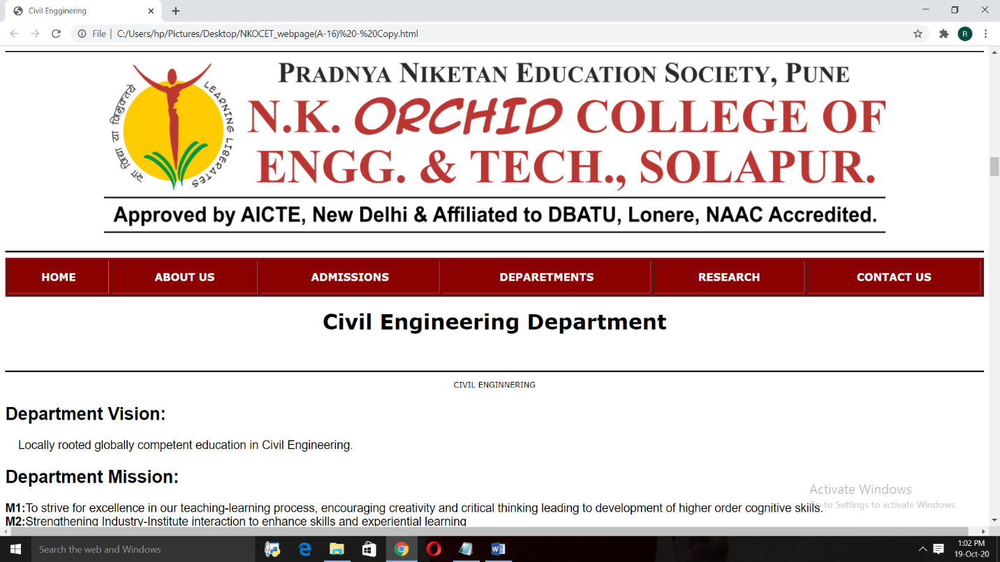 Civil Engginering
File | C:/Users/hp/Pictures/Desktop/NKOCET_webpage(A-16)%20-%20Copy.html
R
PRADNYA NIKETAN EDUCATION SOCIETY, PUNE
सा विद्या या विमुक्तये
LEARNING LIBERATES
N.K. ORCHID COLLEGE OF
ENGG. & TECH., SOLAPUR.
Approved by AICTE, New Delhi & Affiliated to DBATU, Lonere, NAAC Accredited.
HOME ABOUT US ADMISSIONS DEPARETMENTS RESEARCH CONTACT US
Civil Engineering Department
CIVIL ENGINNERING
Department Vision:
Locally rooted globally competent education in Civil Engineering.
Department Mission:
M1:To strive for excellence in our teaching-learning process, encouraging creativity and critical thinking leading to development of higher order cognitive skills.
M2:Strengthening Industry-Institute interaction to enhance skills and experiential learning
Activate Windows
Go to Settings to activate Windows.
Search the web and Windows
1:02 PM
19-Oct-20